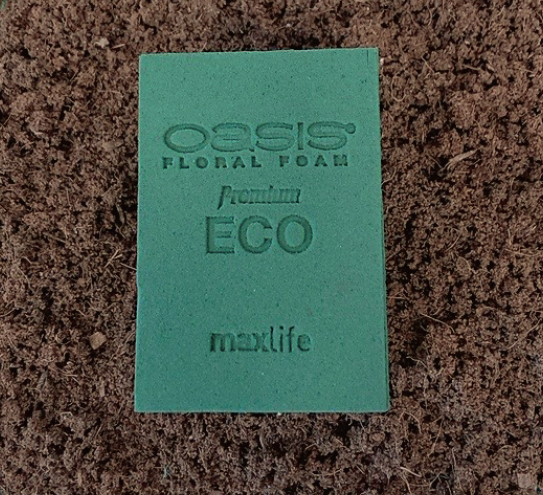 oasis
FLORAL FOAM
Premium
ECO
maxlife